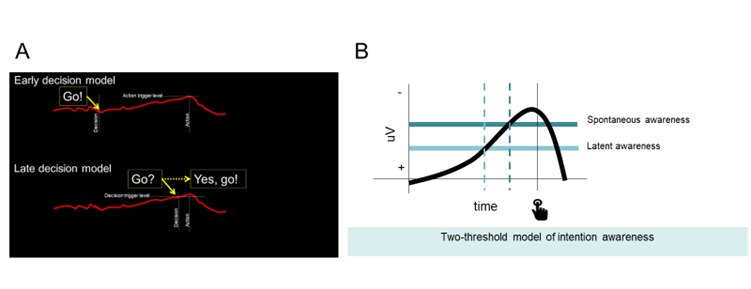 A
Early decision model
Go!
Action trigger level
Decision
Action
Late decision model
Go?
Yes, go!
Decision trigger level
Decision
Action
B
-
uV
+
Spontaneous awareness
Latent awareness
time
Two-threshold model of intention awareness